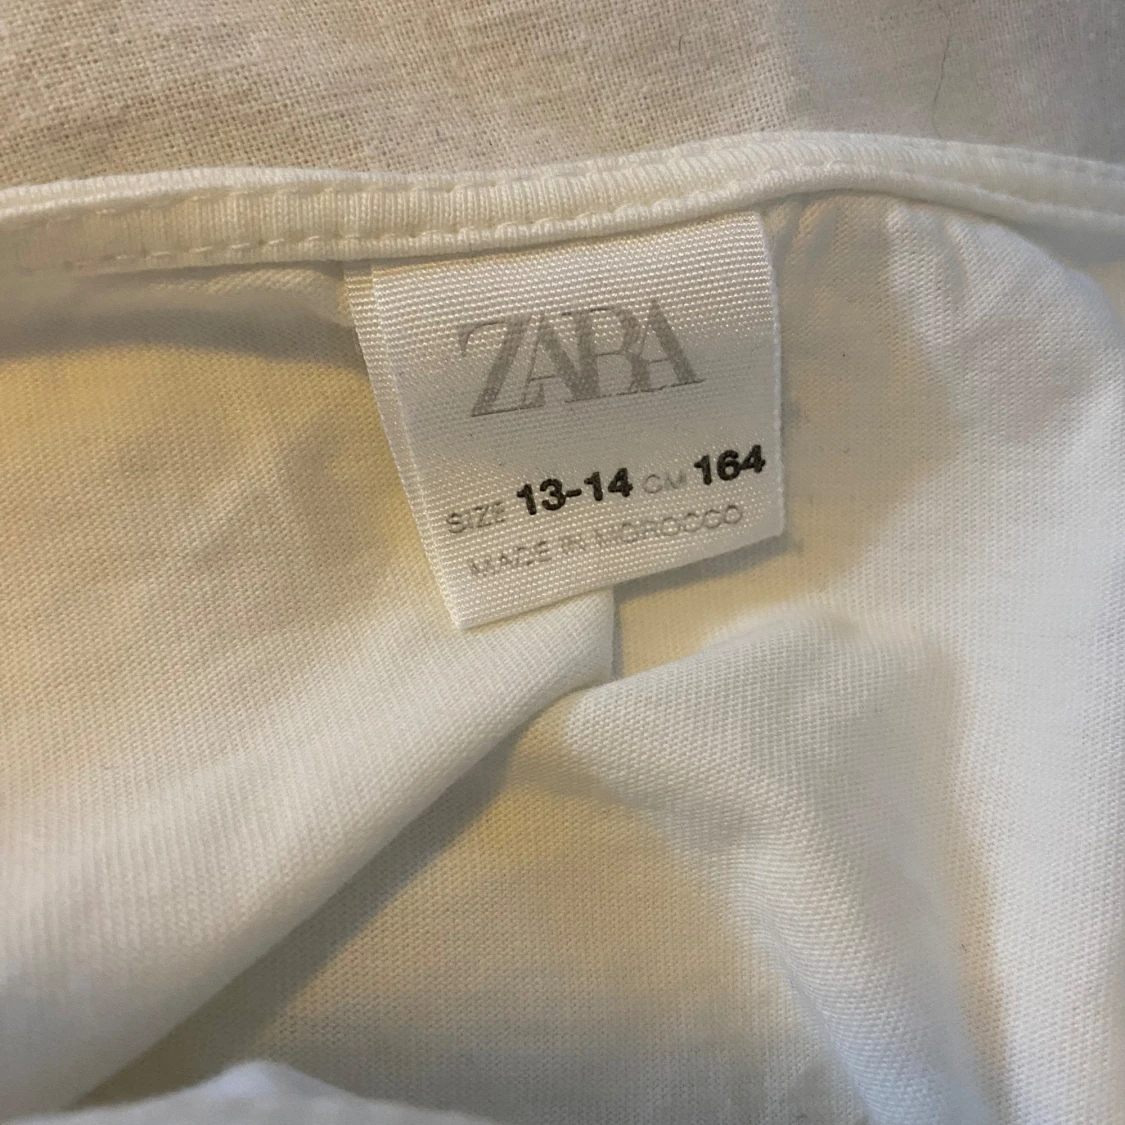 ZARA
SIZE 13-14 CM 164
MADE IN MOROCCO